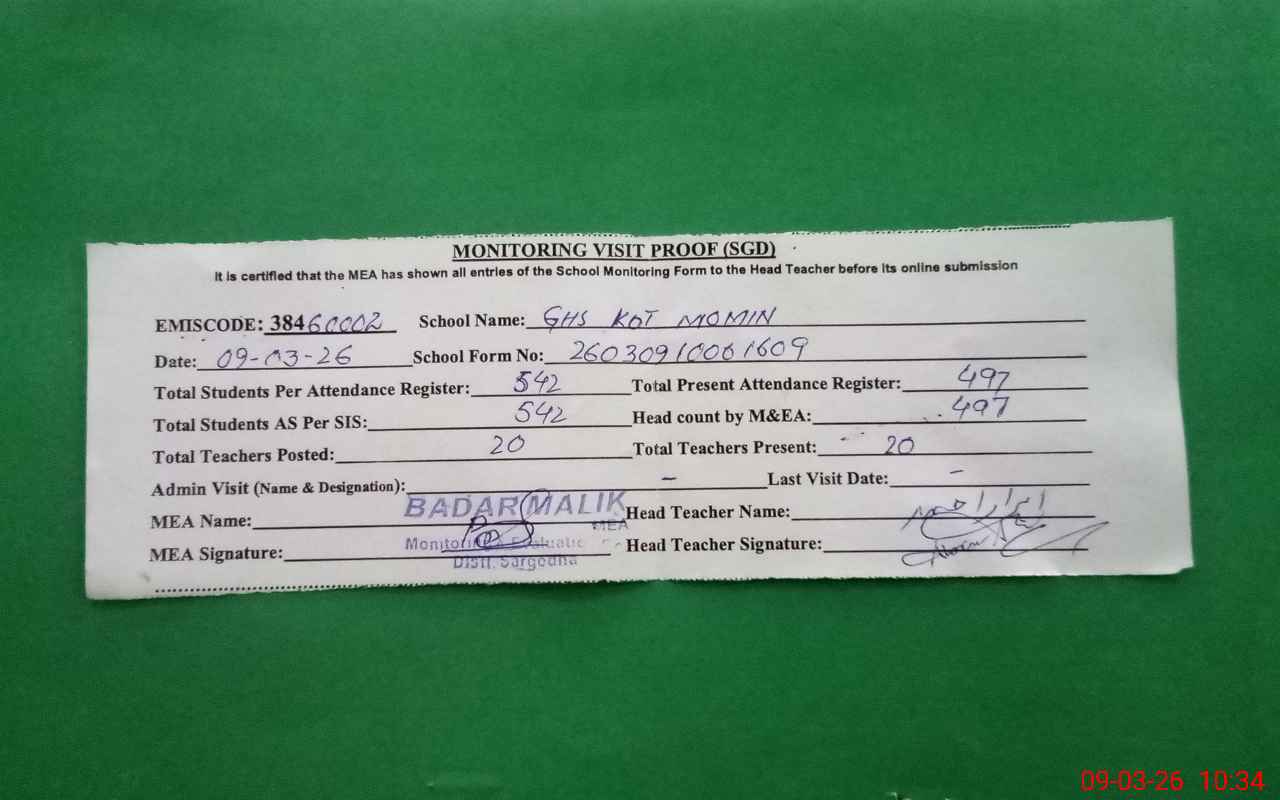 MONITORING VISIT PROOF (SGD)
It is certified that the MEA has shown all entries of the School Monitoring Form to the Head Teacher before its online submission
EMISCODE: 38460002 School Name: GHS KOT MOMIN
Date: 09-03-26 School Form No: 26030910061609
Total Students Per Attendance Register: 542 Total Present Attendance Register: 497
Total Students AS Per SIS: 542 Head count by M&EA: 497
Total Teachers Posted: 20 Total Teachers Present: 20
Admin Visit (Name & Designation): – Last Visit Date: –
MEA Name: BADAR MALIK Head Teacher Name:
MEA
MEA Signature: Monitoring & Evaluation Head Teacher Signature:
Distt. Sargodha
09-03-26 10:34